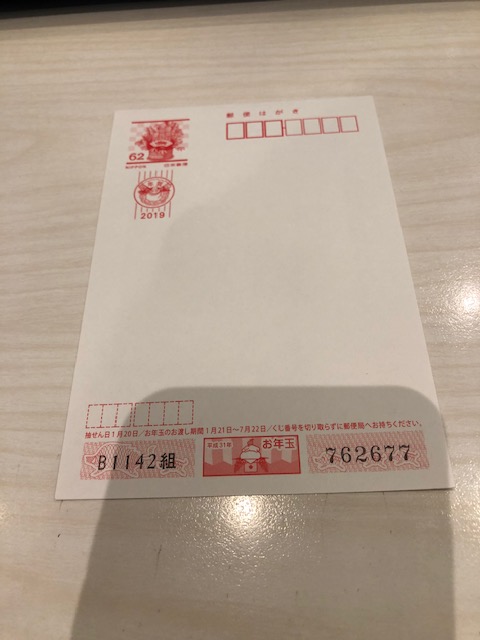 郵便はがき
62
日本郵便
2019
抽せん日1月20日/お年玉のお渡し期間1月21日〜7月22日/くじ番号を切り取らずに郵便局へお持ちください。
B1142組
平成31年
お年玉
762677